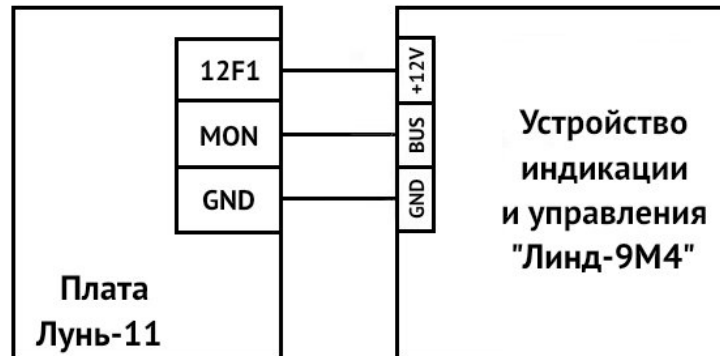 12F1
MON
GND
Плата
Лунь-11
+12V
BUS
GND
Устройство
индикации
и управления
"Линд-9М4"